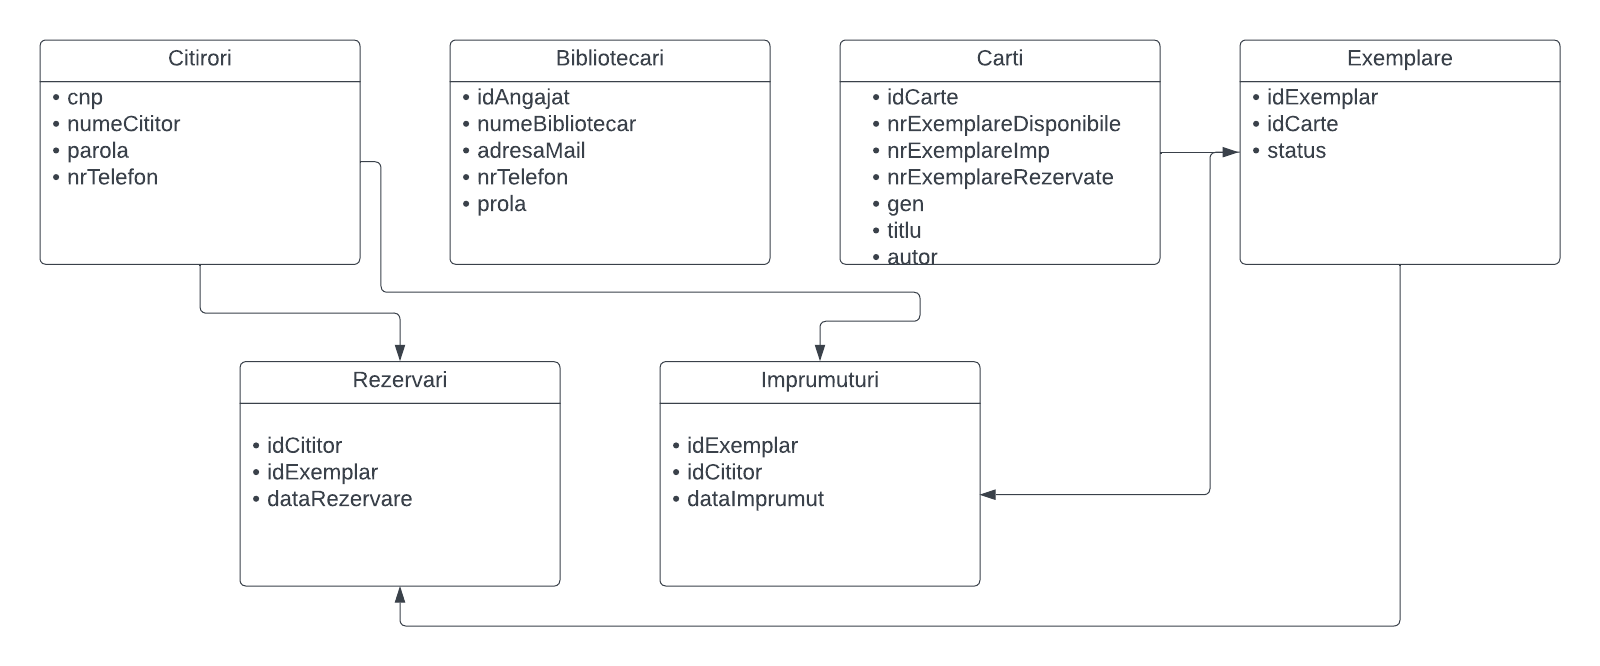 Citirori
• cnp
• numeCititor
• parola
• nrTelefon
Bibliotecari
• idAngajat
• numeBibliotecar
• adresaMail
• nrTelefon
• prola
Carti
• idCarte
• nrExemplareDisponibile
• nrExemplareImp
• nrExemplareRezervate
• gen
• titlu
• autor
Exemplare
• idExemplar
• idCarte
• status
Rezervari
• idCititor
• idExemplar
• dataRezervare
Imprumuturi
• idExemplar
• idCititor
• dataImprumut